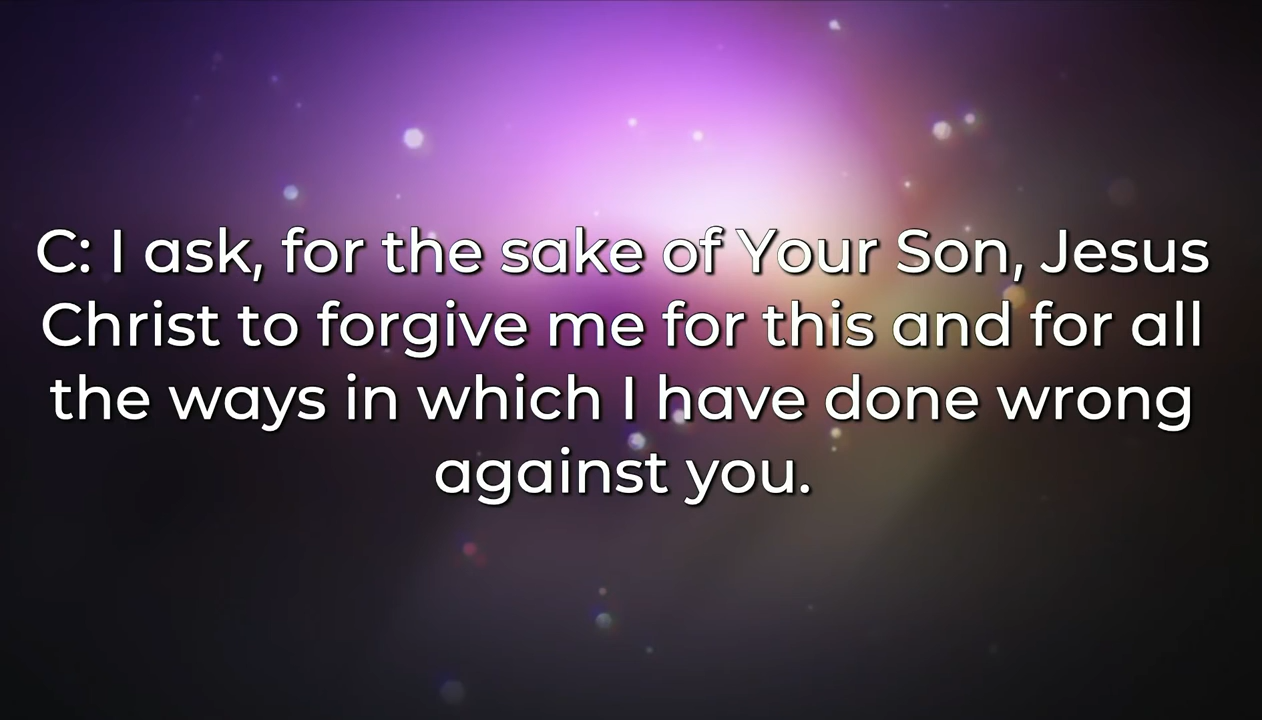 C: I ask, for the sake of Your Son, Jesus
Christ to forgive me for this and for all
the ways in which I have done wrong
against you.